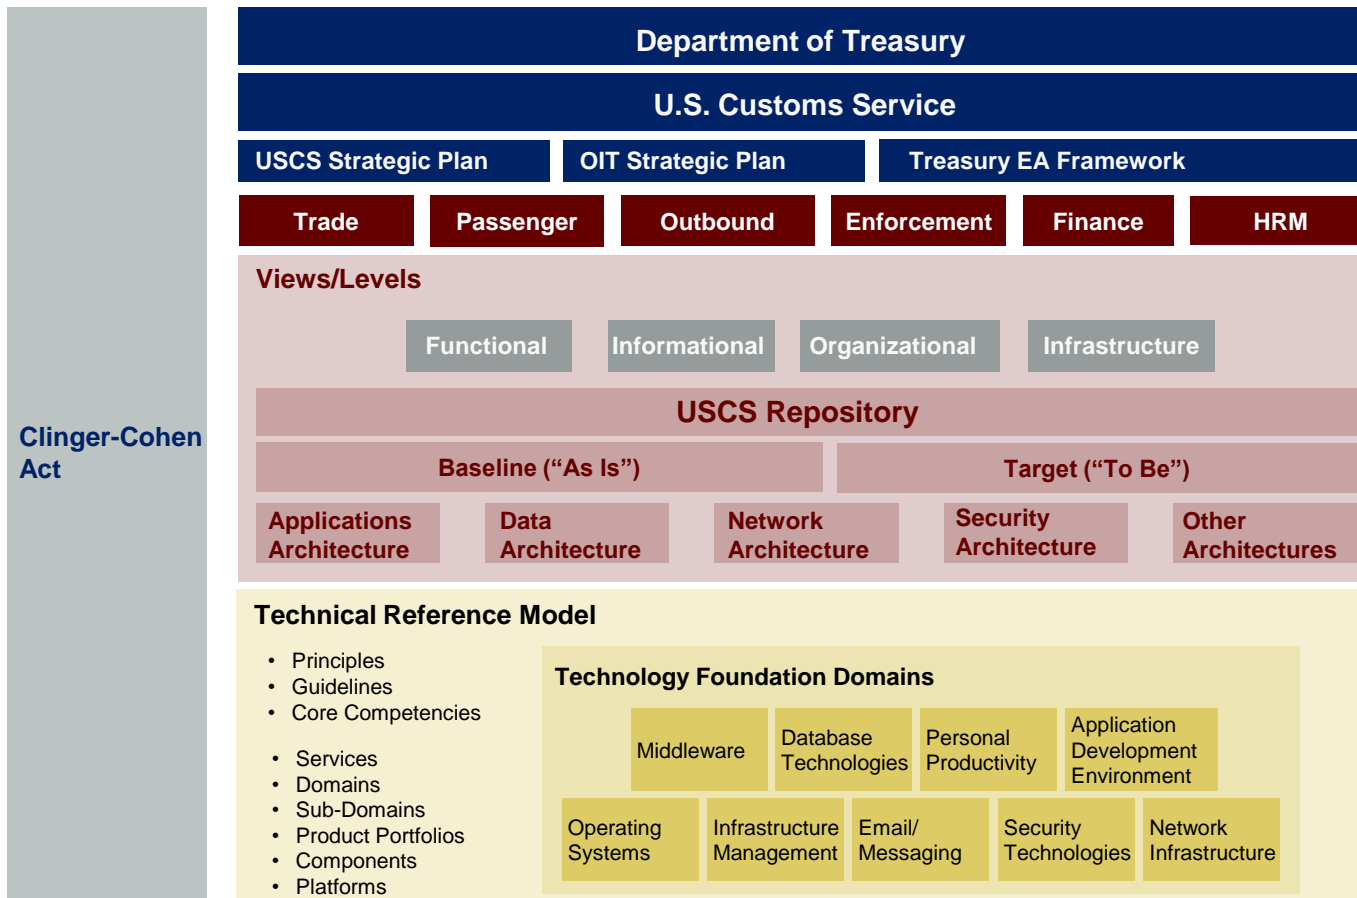 Department of Treasury
U.S. Customs Service
USCS Strategic Plan
OIT Strategic Plan
Treasury EA Framework
Trade
Passenger
Outbound
Enforcement
Finance
HRM
Clinger-Cohen
Act
Views/Levels
Functional
Informational
Organizational
Infrastructure
USCS Repository
Baseline (“As Is”)
Target (“To Be”)
Applications
Architecture
Data
Architecture
Network
Architecture
Security
Architecture
Other
Architectures
Technical Reference Model
• Principles
• Guidelines
• Core Competencies
• Services
• Domains
• Sub-Domains
• Product Portfolios
• Components
• Platforms
Technology Foundation Domains
Middleware
Database
Technologies
Personal
Productivity
Application
Development
Environment
Operating
Systems
Infrastructure
Management
Email/
Messaging
Security
Technologies
Network
Infrastructure